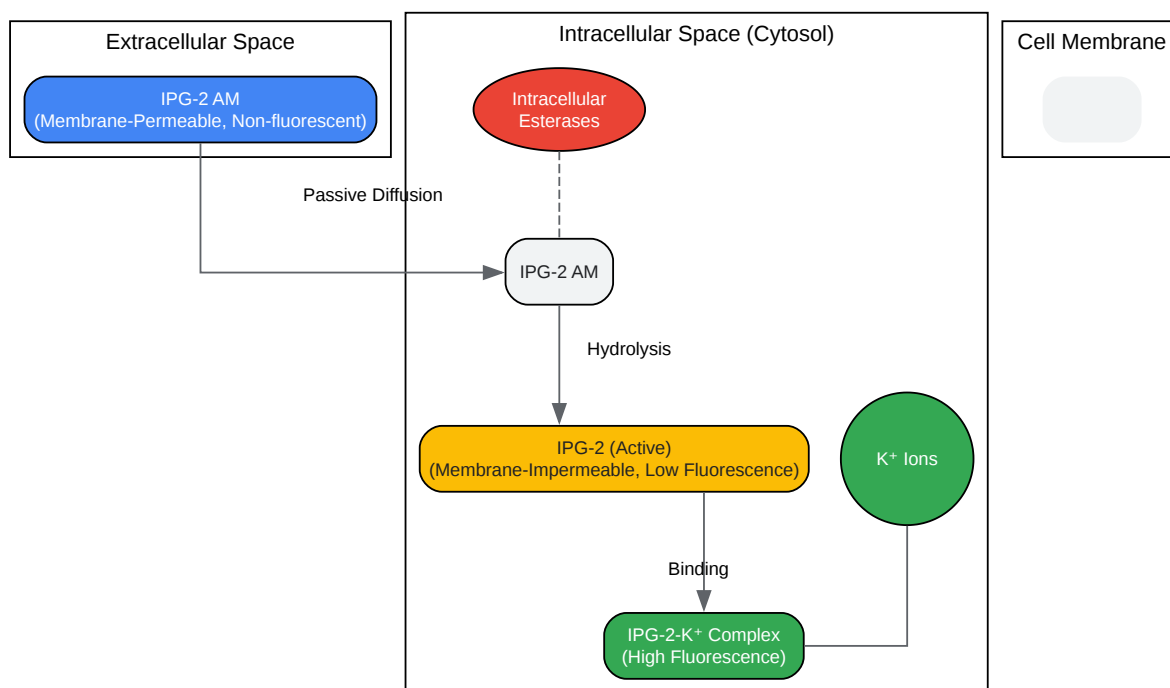 Extracellular Space
IPG-2 AM
(Membrane-Permeable, Non-fluorescent)
Intracellular Space (Cytosol)
Intracellular
Esterases
Cell Membrane
Passive Diffusion
IPG-2 AM
Hydrolysis
IPG-2 (Active)
(Membrane-Impermeable, Low Fluorescence)
K⁺ Ions
Binding
IPG-2-K⁺ Complex
(High Fluorescence)